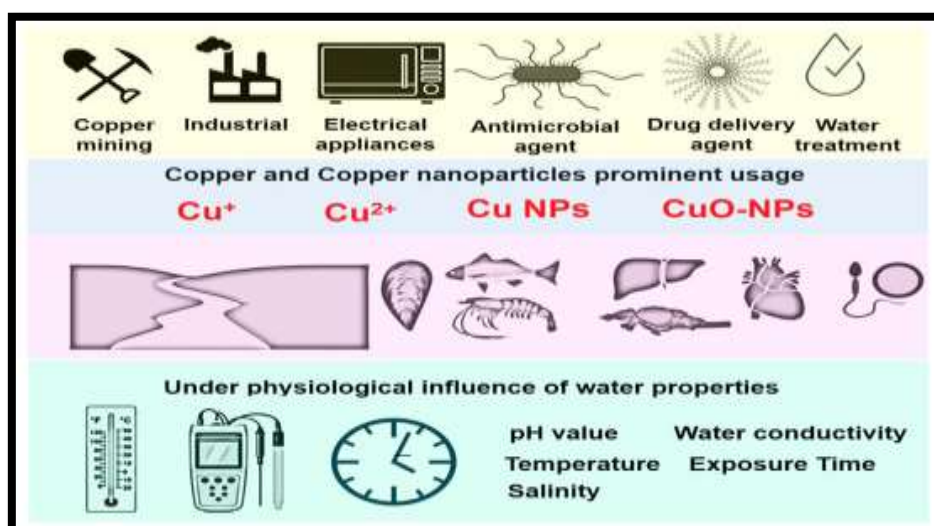 Copper mining
Industrial
Electrical appliances
Antimicrobial agent
Drug delivery agent
Water treatment
Copper and Copper nanoparticles prominent usage
Cu⁺ Cu²⁺ Cu NPs CuO-NPs
Under physiological influence of water properties
pH value Water conductivity
Temperature Exposure Time
Salinity